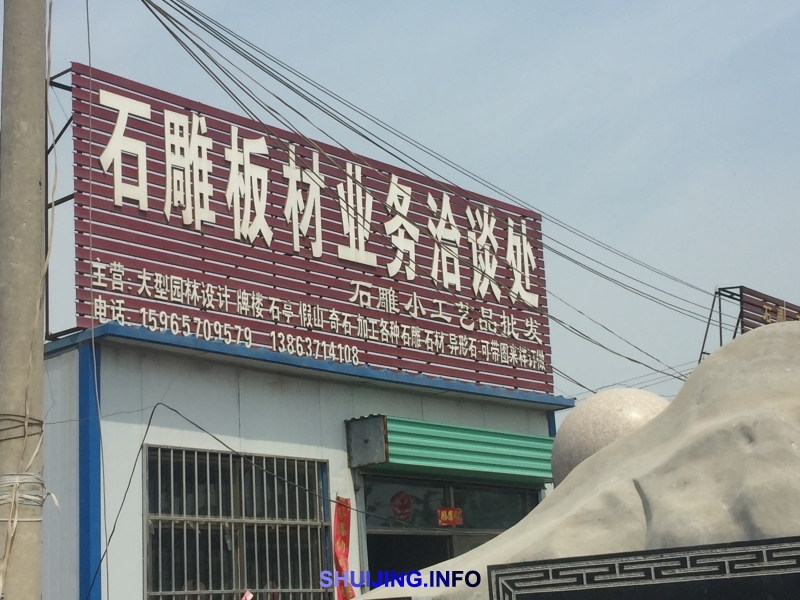 石雕板材业务洽谈处
石雕小工艺品批发
主营:大型园林设计 牌楼 石亭 假山 奇石 加工各种石雕 石材 异形石 可带图来样订做
电话:15965709579 13863714108
SHUIJING.INFO